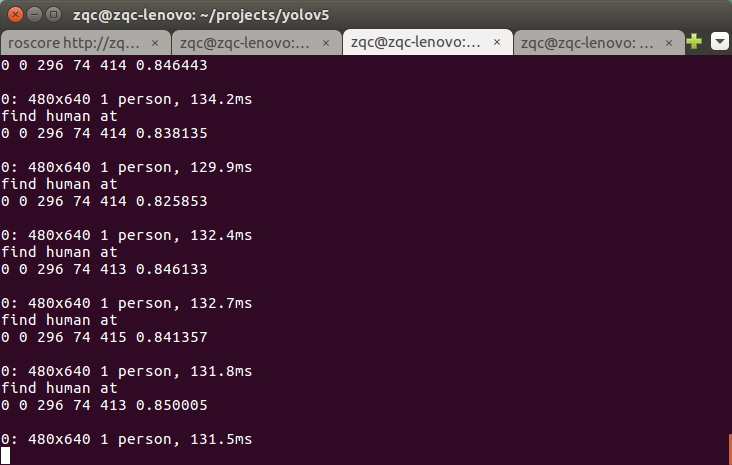 zqc@zqc-lenovo: ~/projects/yolov5
roscore http://zq... × zqc@zqc-lenovo:... × zqc@zqc-lenovo:... × zqc@zqc-lenovo: ... ×
0 0 296 74 414 0.846443
0: 480x640 1 person, 134.2ms
find human at
0 0 296 74 414 0.838135
0: 480x640 1 person, 129.9ms
find human at
0 0 296 74 414 0.825853
0: 480x640 1 person, 132.4ms
find human at
0 0 296 74 413 0.846133
0: 480x640 1 person, 132.7ms
find human at
0 0 296 74 415 0.841357
0: 480x640 1 person, 131.8ms
find human at
0 0 296 74 413 0.850005
0: 480x640 1 person, 131.5ms